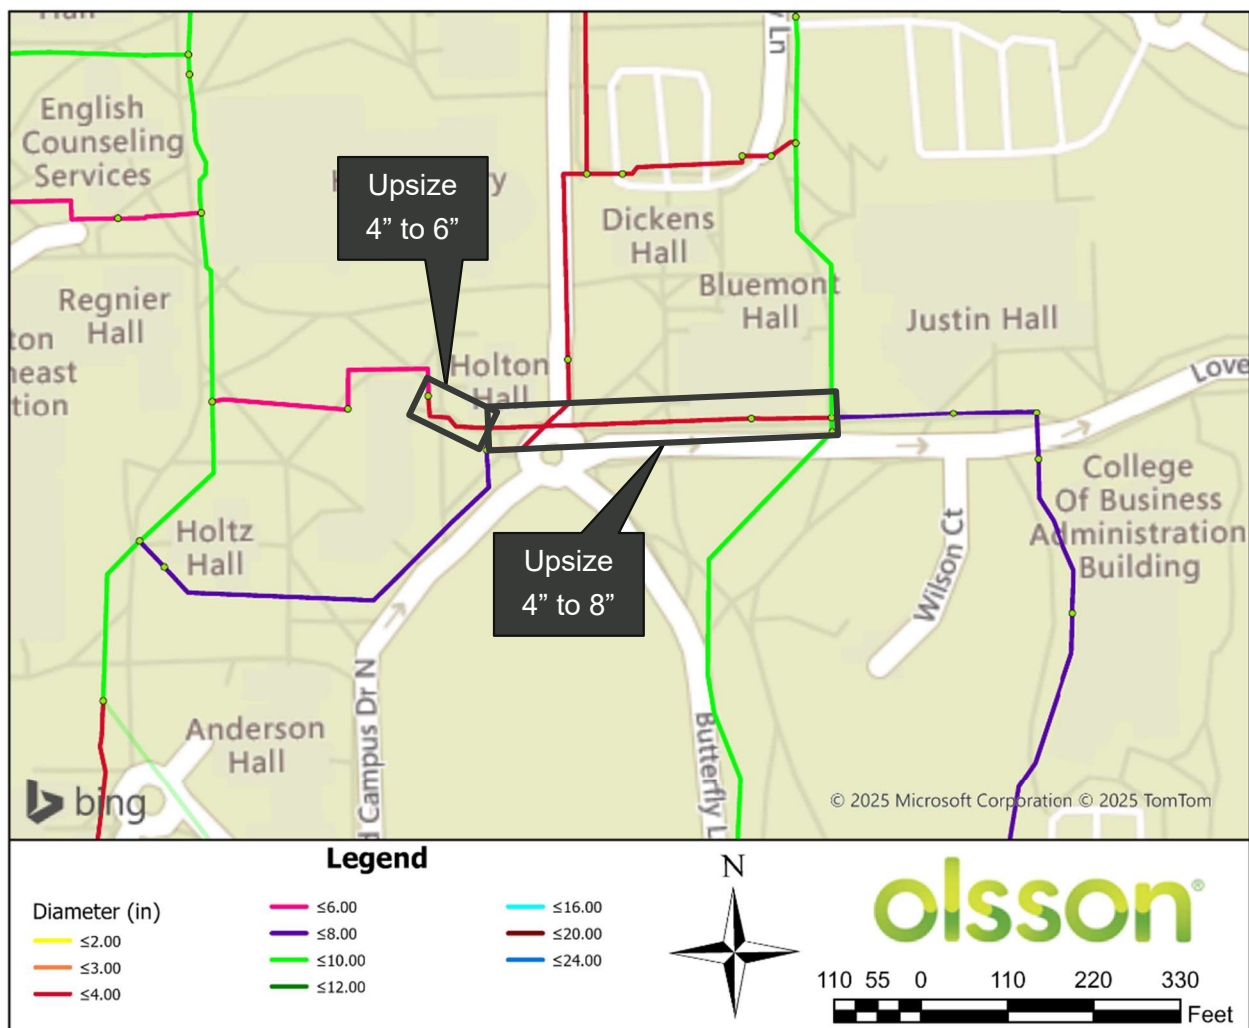 English
Counseling
Services
Ln
Upsize
4” to 6”
Dickens
Hall
Regnier
Hall
Bluemont
Hall
Justin Hall
Holton
Hall
Love
College
Of Business
Administration
Building
Holtz
Hall
Upsize
4” to 8”
Wilson Ct
Anderson
Hall
Campus Dr N
Butterfly L
bing
© 2025 Microsoft Corporation © 2025 TomTom
Legend
Diameter (in)
≤2.00
≤3.00
≤4.00
≤6.00
≤8.00
≤10.00
≤12.00
≤16.00
≤20.00
≤24.00
N
olsson®
110 55 0 110 220 330
Feet